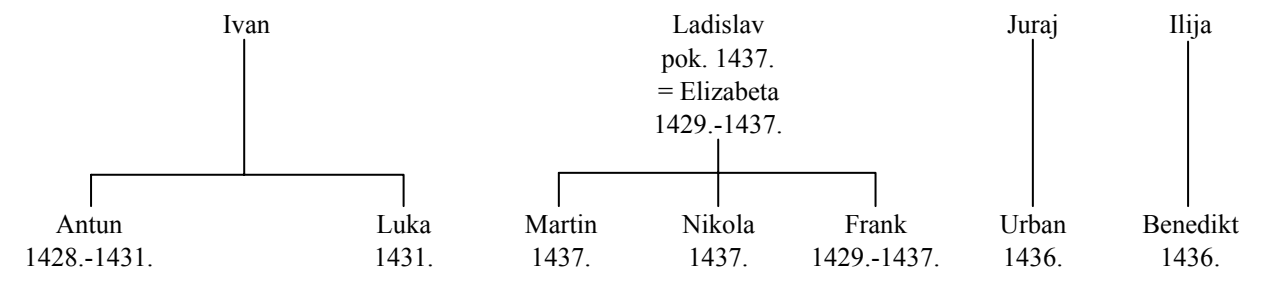 Ivan
Ladislav
pok. 1437.
= Elizabeta
1429.-1437.
Juraj
Ilija
Antun
1428.-1431.
Luka
1431.
Martin
1437.
Nikola
1437.
Frank
1429.-1437.
Urban
1436.
Benedikt
1436.